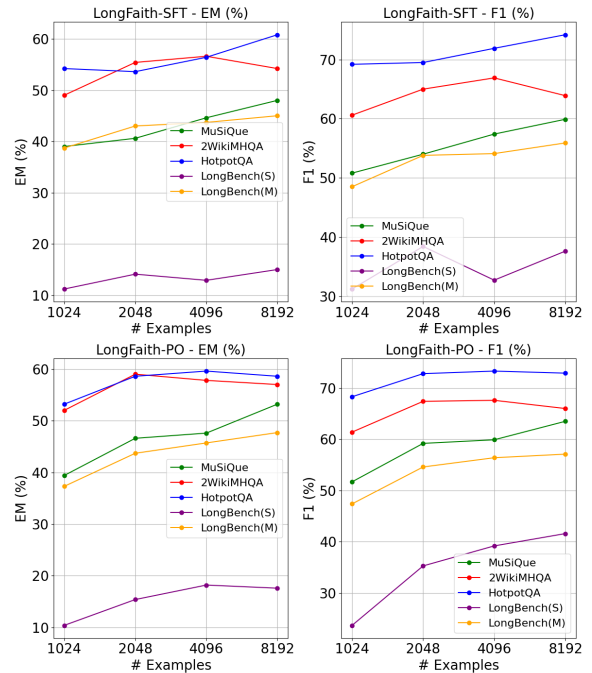 LongFaith-SFT - EM (%)
EM (%)
60
50
40
30
20
10
1024
2048
4096
8192
# Examples
MuSiQue
2WikiMHQA
HotpotQA
LongBench(S)
LongBench(M)
LongFaith-SFT - F1 (%)
F1 (%)
70
60
50
40
30
1024
2048
4096
8192
# Examples
MuSiQue
2WikiMHQA
HotpotQA
LongBench(S)
LongBench(M)
LongFaith-PO - EM (%)
EM (%)
60
50
40
30
20
10
1024
2048
4096
8192
# Examples
MuSiQue
2WikiMHQA
HotpotQA
LongBench(S)
LongBench(M)
LongFaith-PO - F1 (%)
F1 (%)
70
60
50
40
30
1024
2048
4096
8192
# Examples
MuSiQue
2WikiMHQA
HotpotQA
LongBench(S)
LongBench(M)